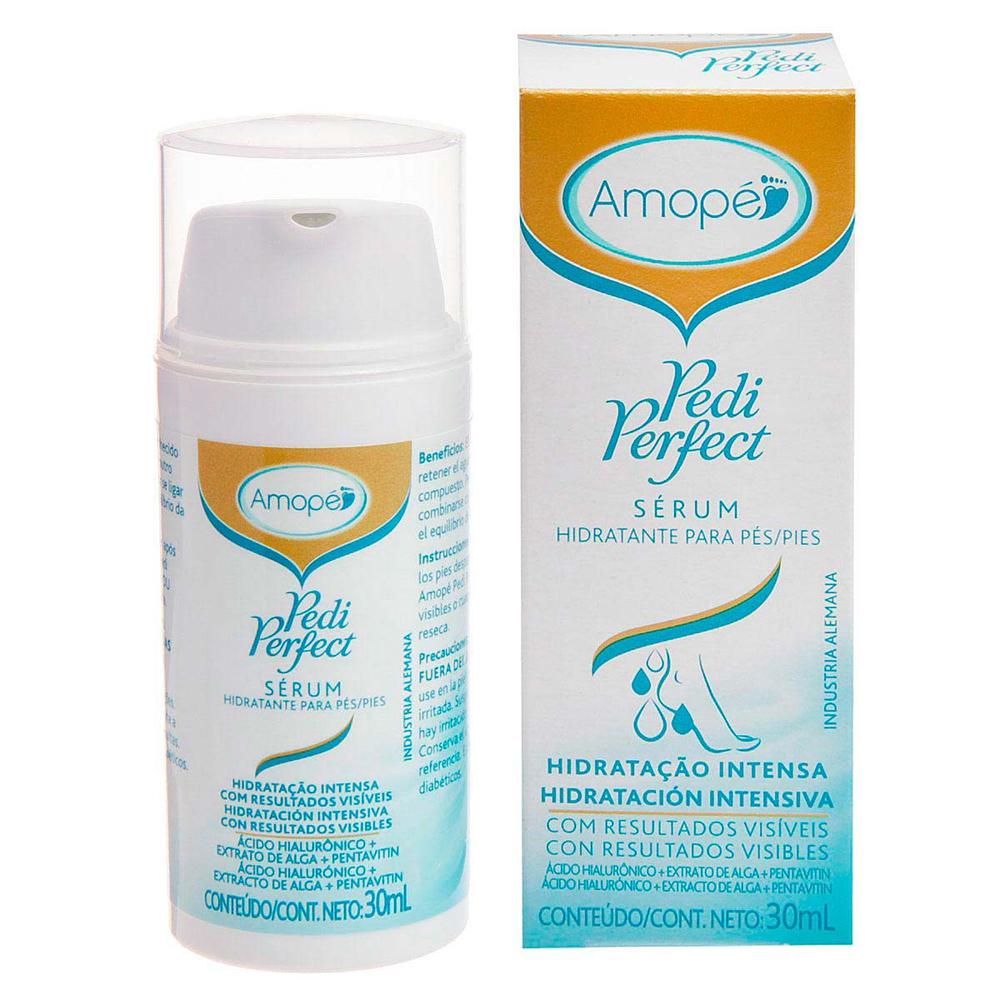 Amopé
Pedi
Perfect
SÉRUM
HIDRATANTE PARA PÉS/PIES
HIDRATAÇÃO INTENSA
COM RESULTADOS VISÍVEIS
HIDRATACIÓN INTENSIVA
CON RESULTADOS VISIBLES
ÁCIDO HIALURÔNICO +
EXTRATO DE ALGA + PENTAVITIN
ÁCIDO HIALURÓNICO +
EXTRACTO DE ALGA + PENTAVITIN
CONTEÚDO/CONT. NETO: 30mL
INDUSTRIA ALEMANA
Beneficios:
retener el
compuesto.
combinarse
el equilibrio
los pies
Amopé Pedi
visibles o
reseca.
FUERA DE
use en la
irritada.
hay
Conserva el
referencia.
diabéticos.
Pedi
Perfect
Amopé
Pedi
Perfect
SÉRUM
HIDRATANTE PARA PÉS/PIES
INDUSTRIA ALEMANA
HIDRATAÇÃO INTENSA
HIDRATACIÓN INTENSIVA
COM RESULTADOS VISÍVEIS
CON RESULTADOS VISIBLES
ÁCIDO HIALURÔNICO + EXTRATO DE ALGA + PENTAVITIN
ÁCIDO HIALURÓNICO + EXTRACTO DE ALGA + PENTAVITIN
CONTEÚDO/CONT. NETO: 30mL